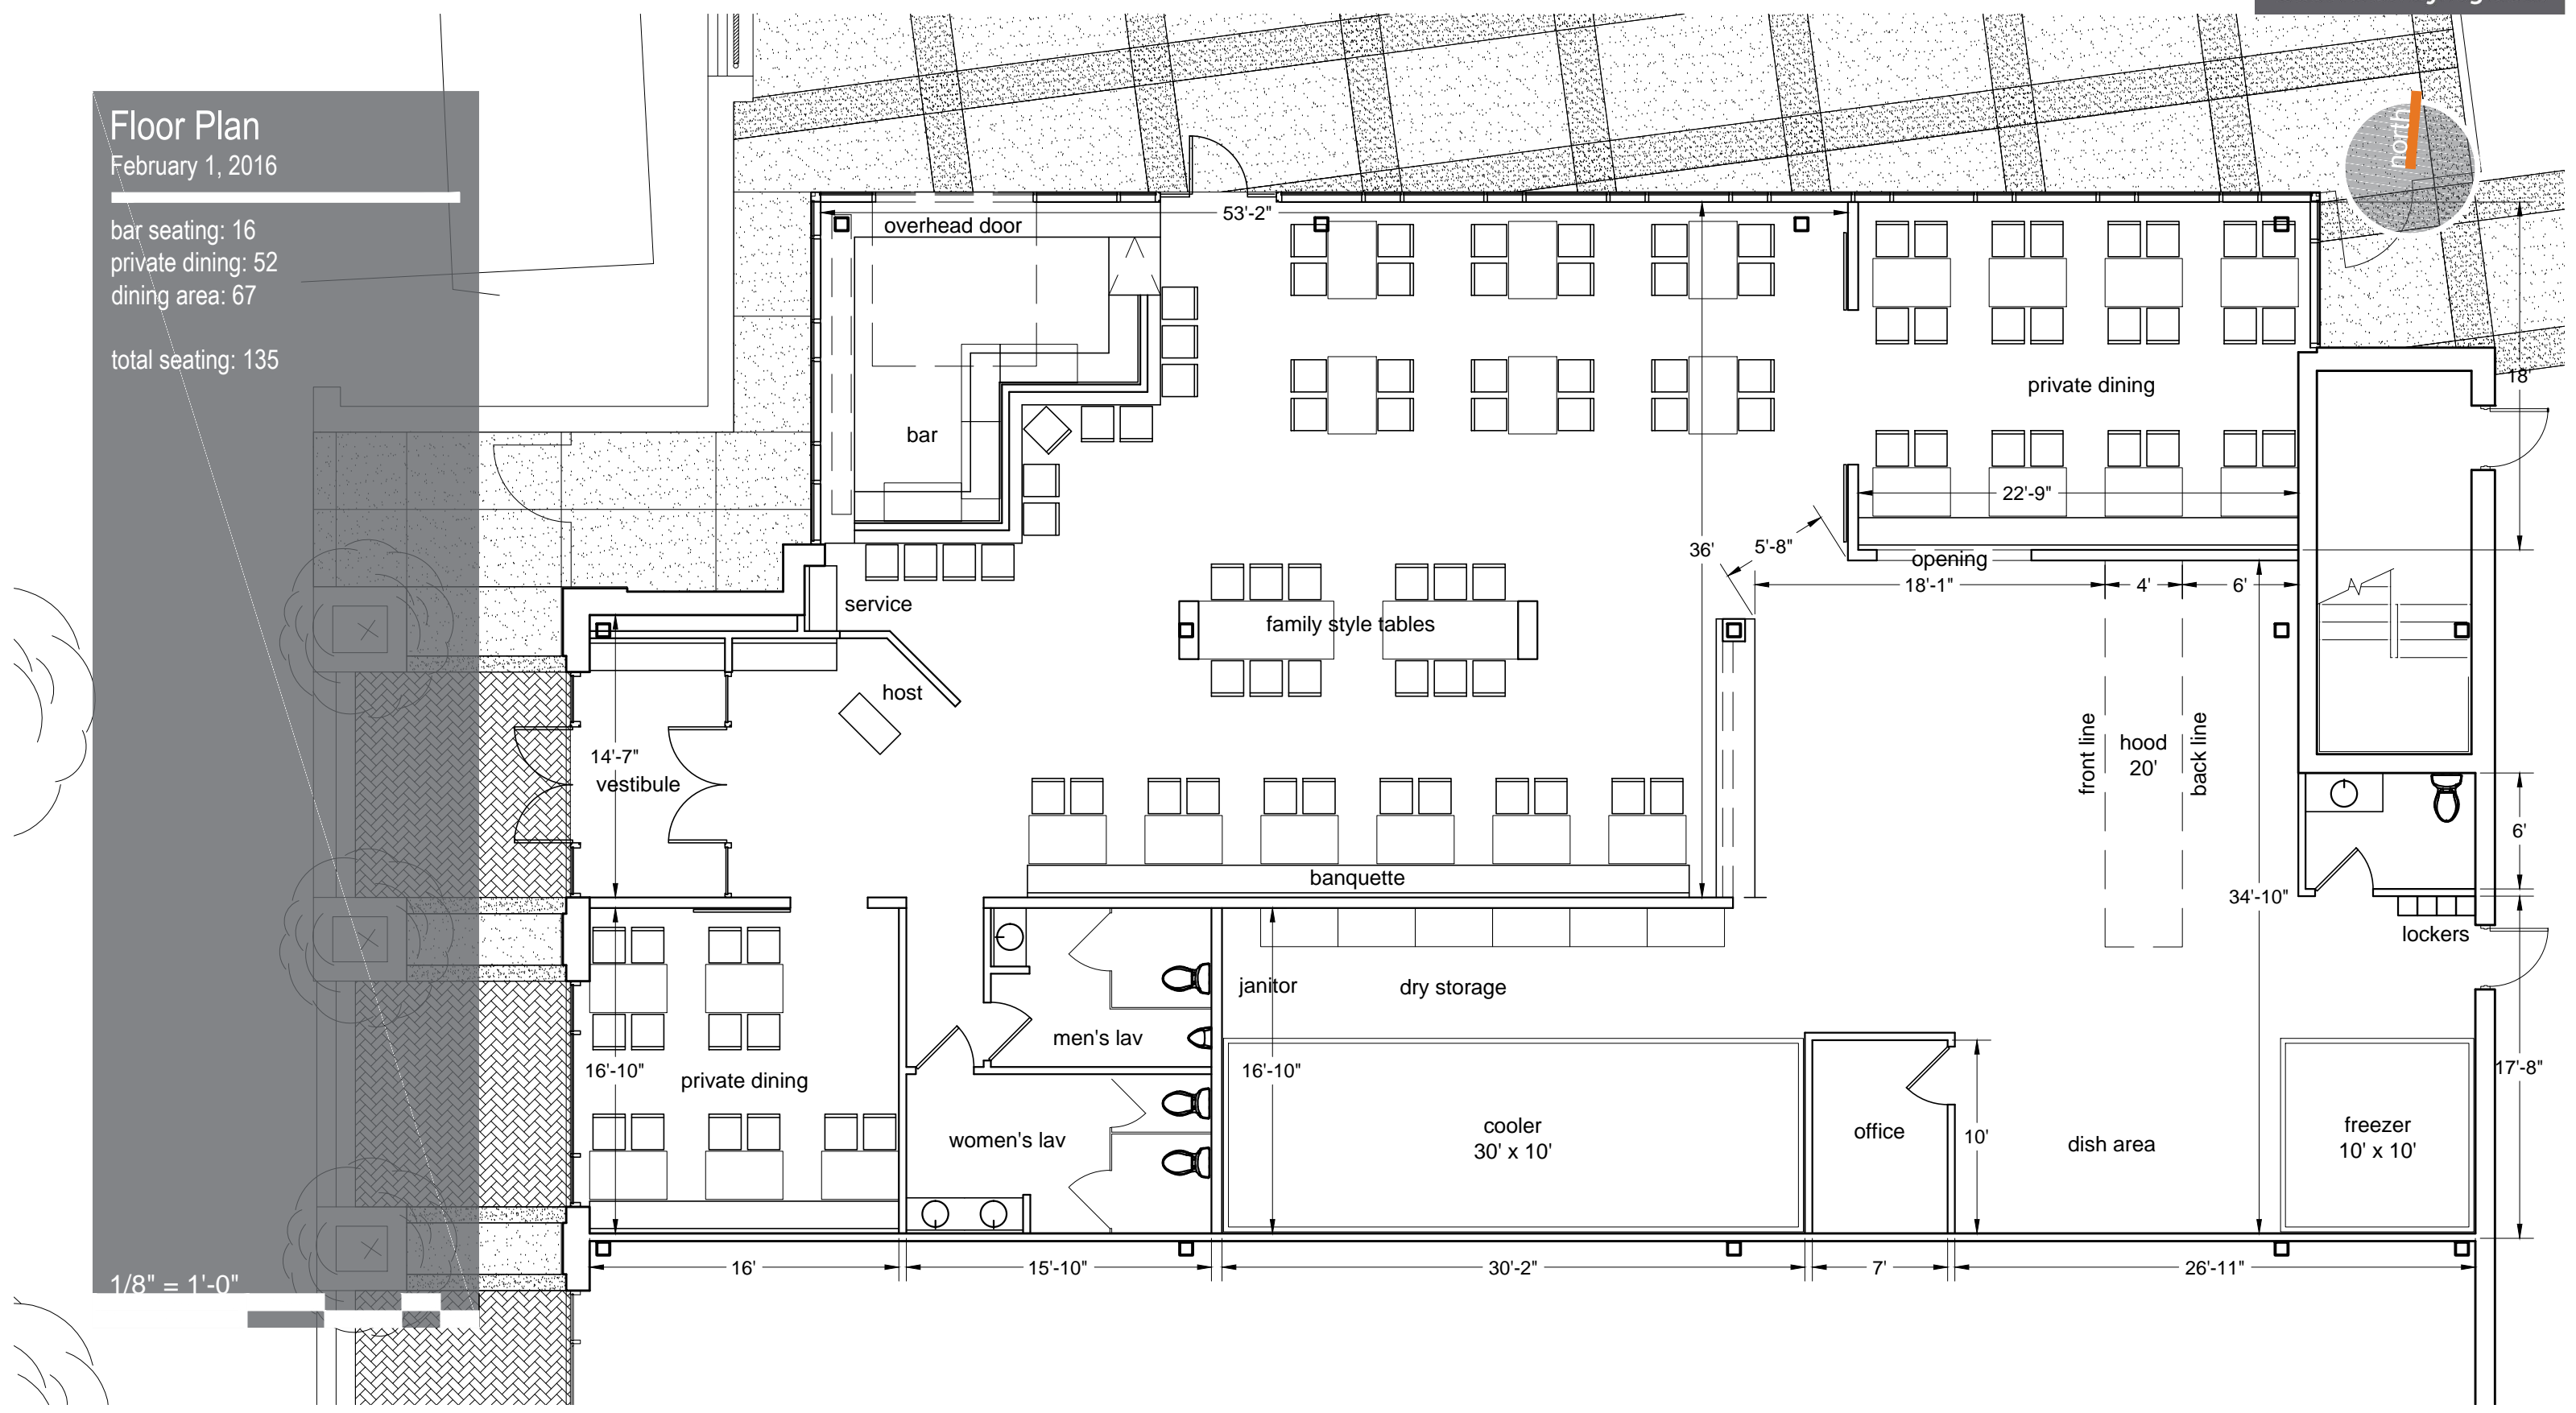 Floor Plan
February 1, 2016
bar seating: 16
private dining: 52
dining area: 67
total seating: 135
1/8" = 1'-0"
north
overhead door
53'-2"
bar
private dining
18'
22'-9"
36'
5'-8"
opening
18'-1"
4'
6'
service
family style tables
host
front line
hood
20'
back line
14'-7"
vestibule
6'
banquette
34'-10"
lockers
janitor
dry storage
men's lav
16'-10"
private dining
16'-10"
17'-8"
women's lav
cooler
30' x 10'
office
10'
dish area
freezer
10' x 10'
16'
15'-10"
30'-2"
7'
26'-11"